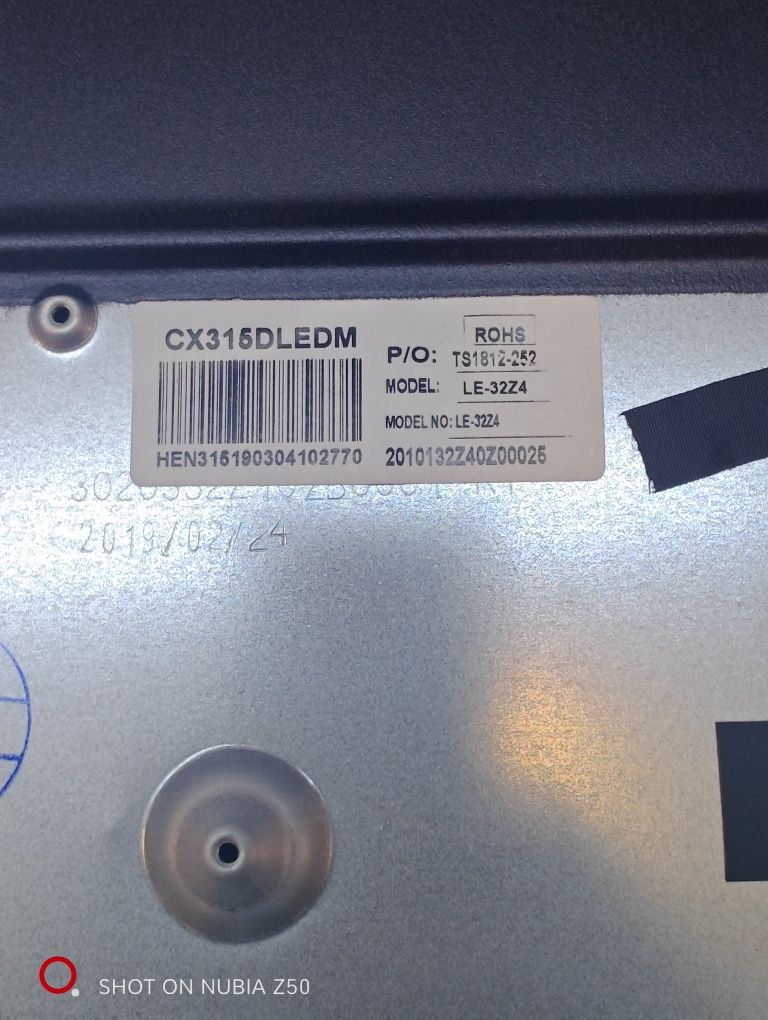 CX315DLEDM
HEN315190304102770
ROHS
P/O: TS1812-252
MODEL: LE-32Z4
MODEL NO: LE-32Z4
2010132Z40Z00025
2019/02/24
SHOT ON NUBIA Z50